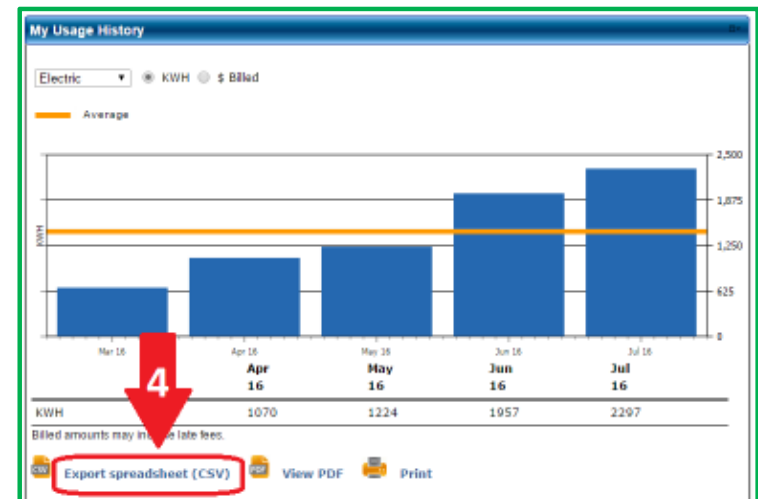 My Usage History
Electric KWH $ Billed
Average
2,500
1,875
1,250
625
0
KWH
Mar 16 Apr 16 May 16 Jun 16 Jul 16
Apr May Jun Jul
16 16 16 16
KWH 1070 1224 1957 2297
Billed amounts may late fees.
4
CSV Export spreadsheet (CSV) PDF View PDF Print